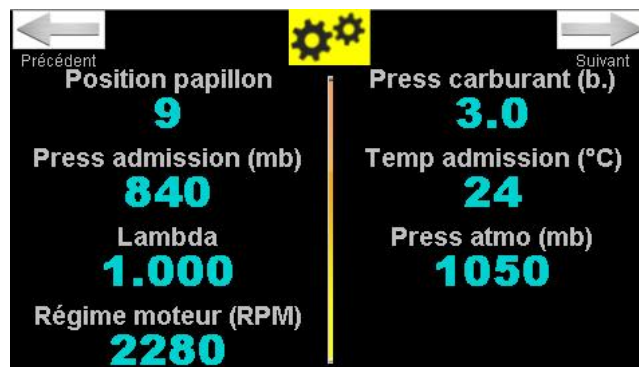 Précédent
Suivant
Position papillon
9
Press admission (mb)
840
Lambda
1.000
Régime moteur (RPM)
2280
Press carburant (b.)
3.0
Temp admission (°C)
24
Press atmo (mb)
1050